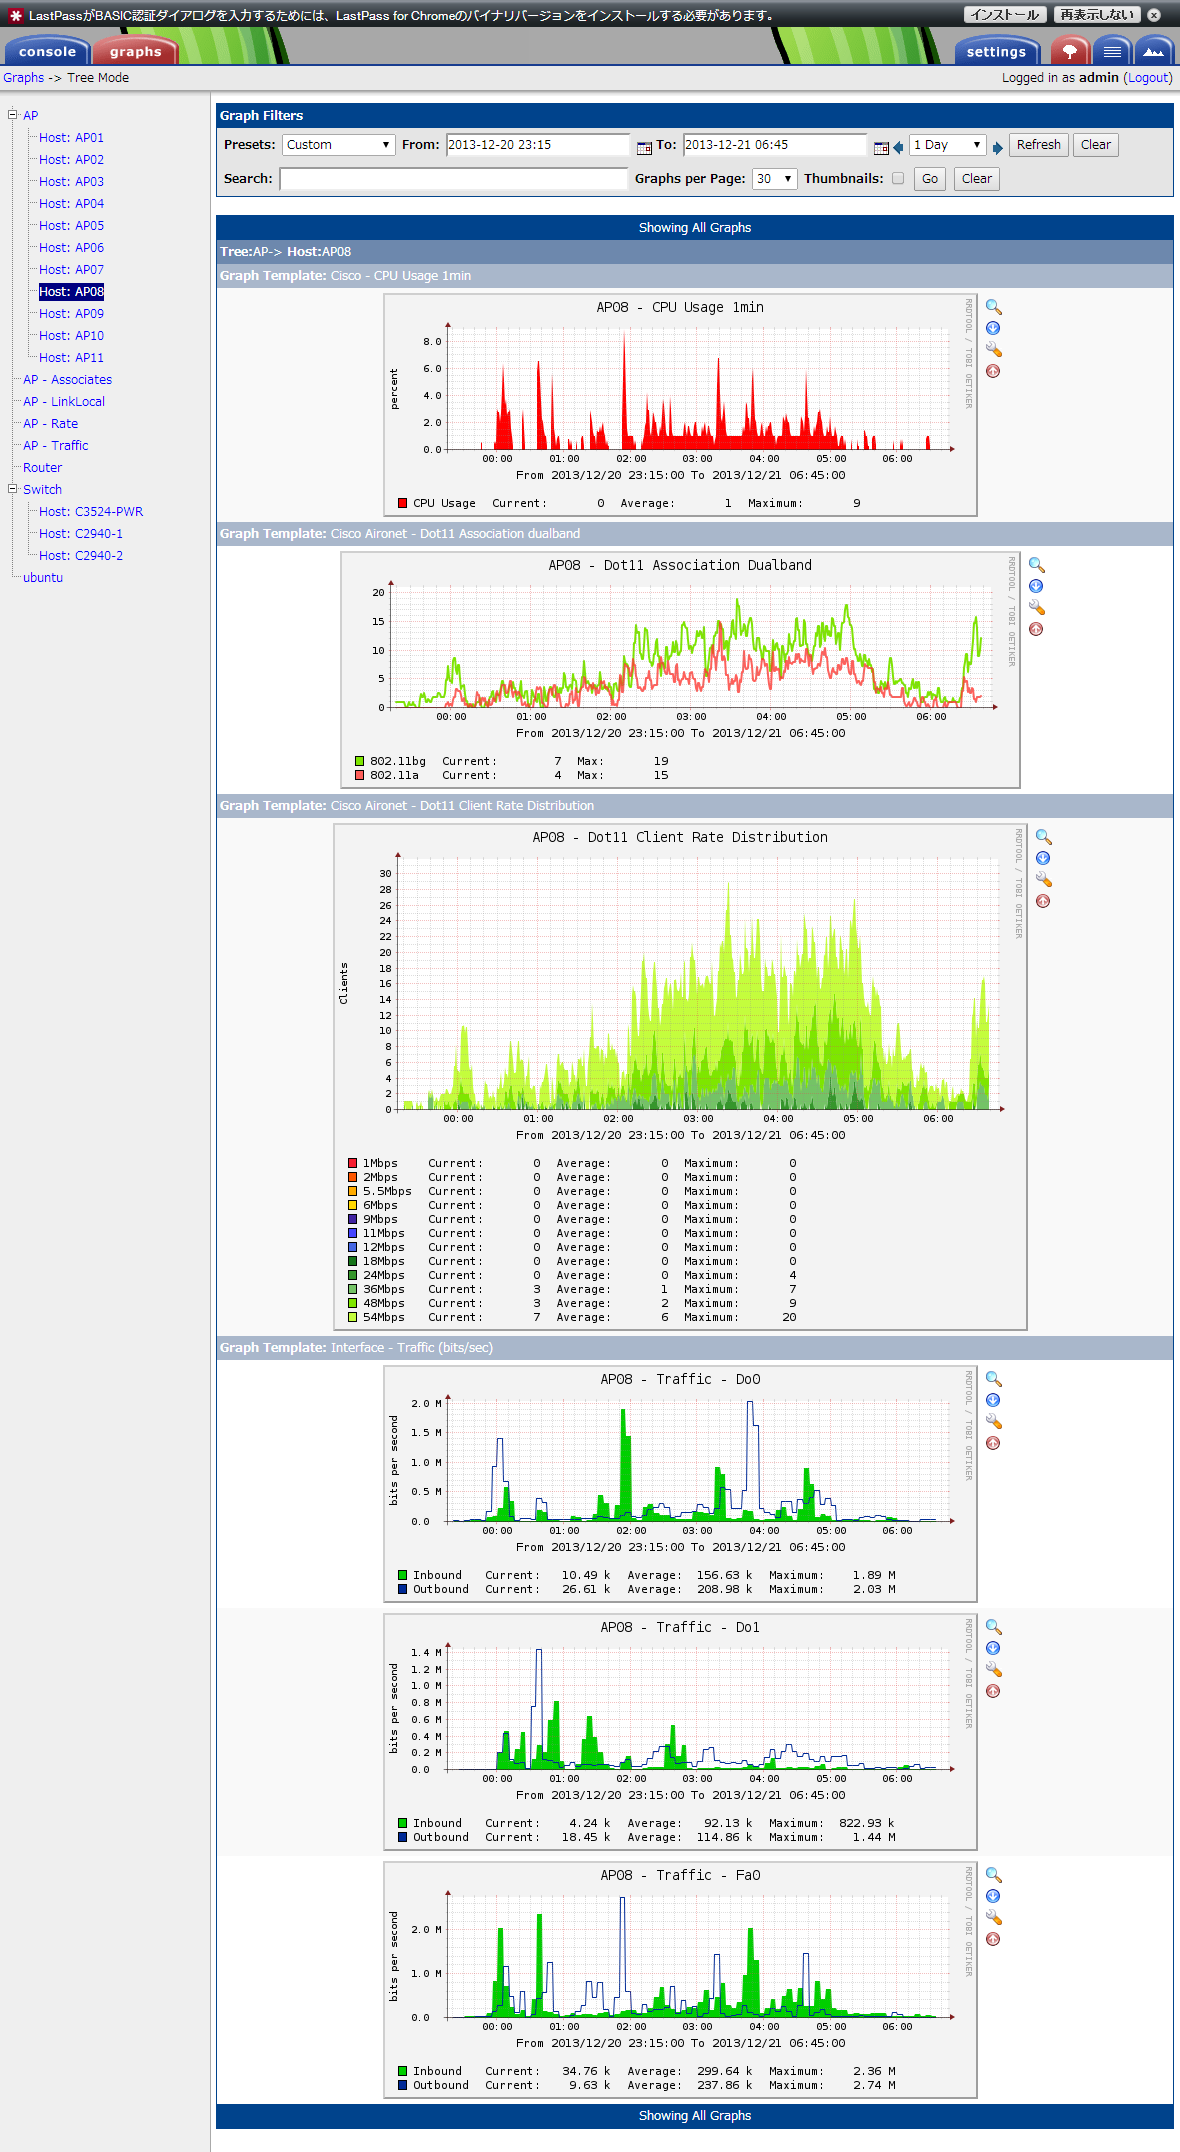 LastPassがBASIC認証ダイアログを入力するためには、LastPass for Chromeのバイナリバージョンをインストールする必要があります。 インストール 再表示しない
console graphs settings
Graphs -> Tree Mode Logged in as admin (Logout)
AP
Host: AP01
Host: AP02
Host: AP03
Host: AP04
Host: AP05
Host: AP06
Host: AP07
Host: AP08
Host: AP09
Host: AP10
Host: AP11
AP - Associates
AP - LinkLocal
AP - Rate
AP - Traffic
Router
Switch
Host: C3524-PWR
Host: C2940-1
Host: C2940-2
ubuntu
Graph Filters
Presets: Custom From: 2013-12-20 23:15 To: 2013-12-21 06:45 1 Day Refresh Clear
Search: Graphs per Page: 30 Thumbnails: Go Clear
Showing All Graphs
Tree:AP-> Host:AP08
Graph Template: Cisco - CPU Usage 1min
AP08 - CPU Usage 1min
RRDTOOL / TOBI OETIKER
percent
8.0
6.0
4.0
2.0
0.0
00:00 01:00 02:00 03:00 04:00 05:00 06:00
From 2013/12/20 23:15:00 To 2013/12/21 06:45:00
CPU Usage Current: 0 Average: 1 Maximum: 9
Graph Template: Cisco Aironet - Dot11 Association dualband
AP08 - Dot11 Association Dualband
RRDTOOL / TOBI OETIKER
20
15
10
5
0
00:00 01:00 02:00 03:00 04:00 05:00 06:00
From 2013/12/20 23:15:00 To 2013/12/21 06:45:00
802.11bg Current: 7 Max: 19
802.11a Current: 4 Max: 15
Graph Template: Cisco Aironet - Dot11 Client Rate Distribution
AP08 - Dot11 Client Rate Distribution
RRDTOOL / TOBI OETIKER
Clients
30
28
26
24
22
20
18
16
14
12
10
8
6
4
2
0
00:00 01:00 02:00 03:00 04:00 05:00 06:00
From 2013/12/20 23:15:00 To 2013/12/21 06:45:00
1Mbps Current: 0 Average: 0 Maximum: 0
2Mbps Current: 0 Average: 0 Maximum: 0
5.5Mbps Current: 0 Average: 0 Maximum: 0
6Mbps Current: 0 Average: 0 Maximum: 0
9Mbps Current: 0 Average: 0 Maximum: 0
11Mbps Current: 0 Average: 0 Maximum: 0
12Mbps Current: 0 Average: 0 Maximum: 0
18Mbps Current: 0 Average: 0 Maximum: 0
24Mbps Current: 0 Average: 0 Maximum: 4
36Mbps Current: 3 Average: 1 Maximum: 7
48Mbps Current: 3 Average: 2 Maximum: 9
54Mbps Current: 7 Average: 6 Maximum: 20
Graph Template: Interface - Traffic (bits/sec)
AP08 - Traffic - Do0
RRDTOOL / TOBI OETIKER
bits per second
2.0 M
1.5 M
1.0 M
0.5 M
0.0
00:00 01:00 02:00 03:00 04:00 05:00 06:00
From 2013/12/20 23:15:00 To 2013/12/21 06:45:00
Inbound Current: 10.49 k Average: 156.63 k Maximum: 1.89 M
Outbound Current: 26.61 k Average: 208.98 k Maximum: 2.03 M
AP08 - Traffic - Do1
RRDTOOL / TOBI OETIKER
bits per second
1.4 M
1.2 M
1.0 M
0.8 M
0.6 M
0.4 M
0.2 M
0.0
00:00 01:00 02:00 03:00 04:00 05:00 06:00
From 2013/12/20 23:15:00 To 2013/12/21 06:45:00
Inbound Current: 4.24 k Average: 92.13 k Maximum: 822.93 k
Outbound Current: 18.45 k Average: 114.86 k Maximum: 1.44 M
AP08 - Traffic - Fa0
RRDTOOL / TOBI OETIKER
bits per second
2.0 M
1.0 M
0.0
00:00 01:00 02:00 03:00 04:00 05:00 06:00
From 2013/12/20 23:15:00 To 2013/12/21 06:45:00
Inbound Current: 34.76 k Average: 299.64 k Maximum: 2.36 M
Outbound Current: 9.63 k Average: 237.86 k Maximum: 2.74 M
Showing All Graphs